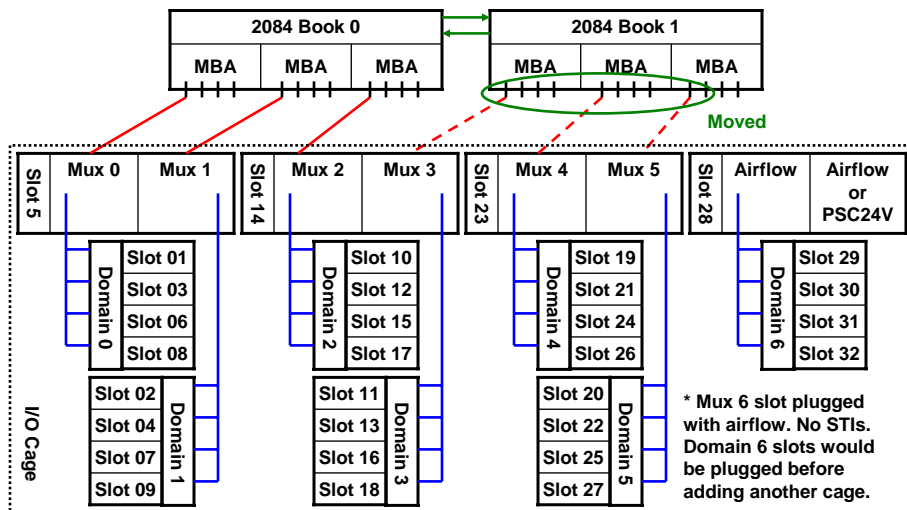 2084 Book 0
2084 Book 1
MBA
MBA
MBA
MBA
MBA
MBA
Moved
Slot 5
Mux 0
Mux 1
Slot 14
Mux 2
Mux 3
Slot 23
Mux 4
Mux 5
Slot 28
Airflow
Airflow
or
PSC24V
Domain 0
Slot 01
Slot 03
Slot 06
Slot 08
Domain 2
Slot 10
Slot 12
Slot 15
Slot 17
Domain 4
Slot 19
Slot 21
Slot 24
Slot 26
Domain 6
Slot 29
Slot 30
Slot 31
Slot 32
I/O Cage
Slot 02
Slot 04
Slot 07
Slot 09
Domain 1
Slot 11
Slot 13
Slot 16
Slot 18
Domain 3
Slot 20
Slot 22
Slot 25
Slot 27
Domain 5
* Mux 6 slot plugged
with airflow. No STIs.
Domain 6 slots would
be plugged before
adding another cage.